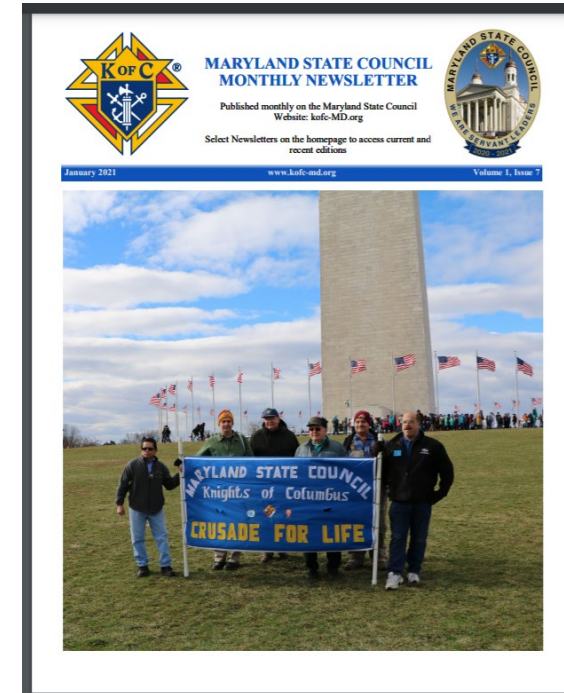 K OF C
®
MARYLAND STATE COUNCIL
MONTHLY NEWSLETTER
Published monthly on the Maryland State Council
Website: kofc-MD.org
Select Newsletters on the homepage to access current and
recent editions
MARYLAND STATE COUNCIL
WE ARE SERVANT LEADERS
2020 - 2021
January 2021
www.kofc-md.org
Volume 1, Issue 7
MARYLAND STATE COUNCIL
Knights of Columbus
CRUSADE FOR LIFE